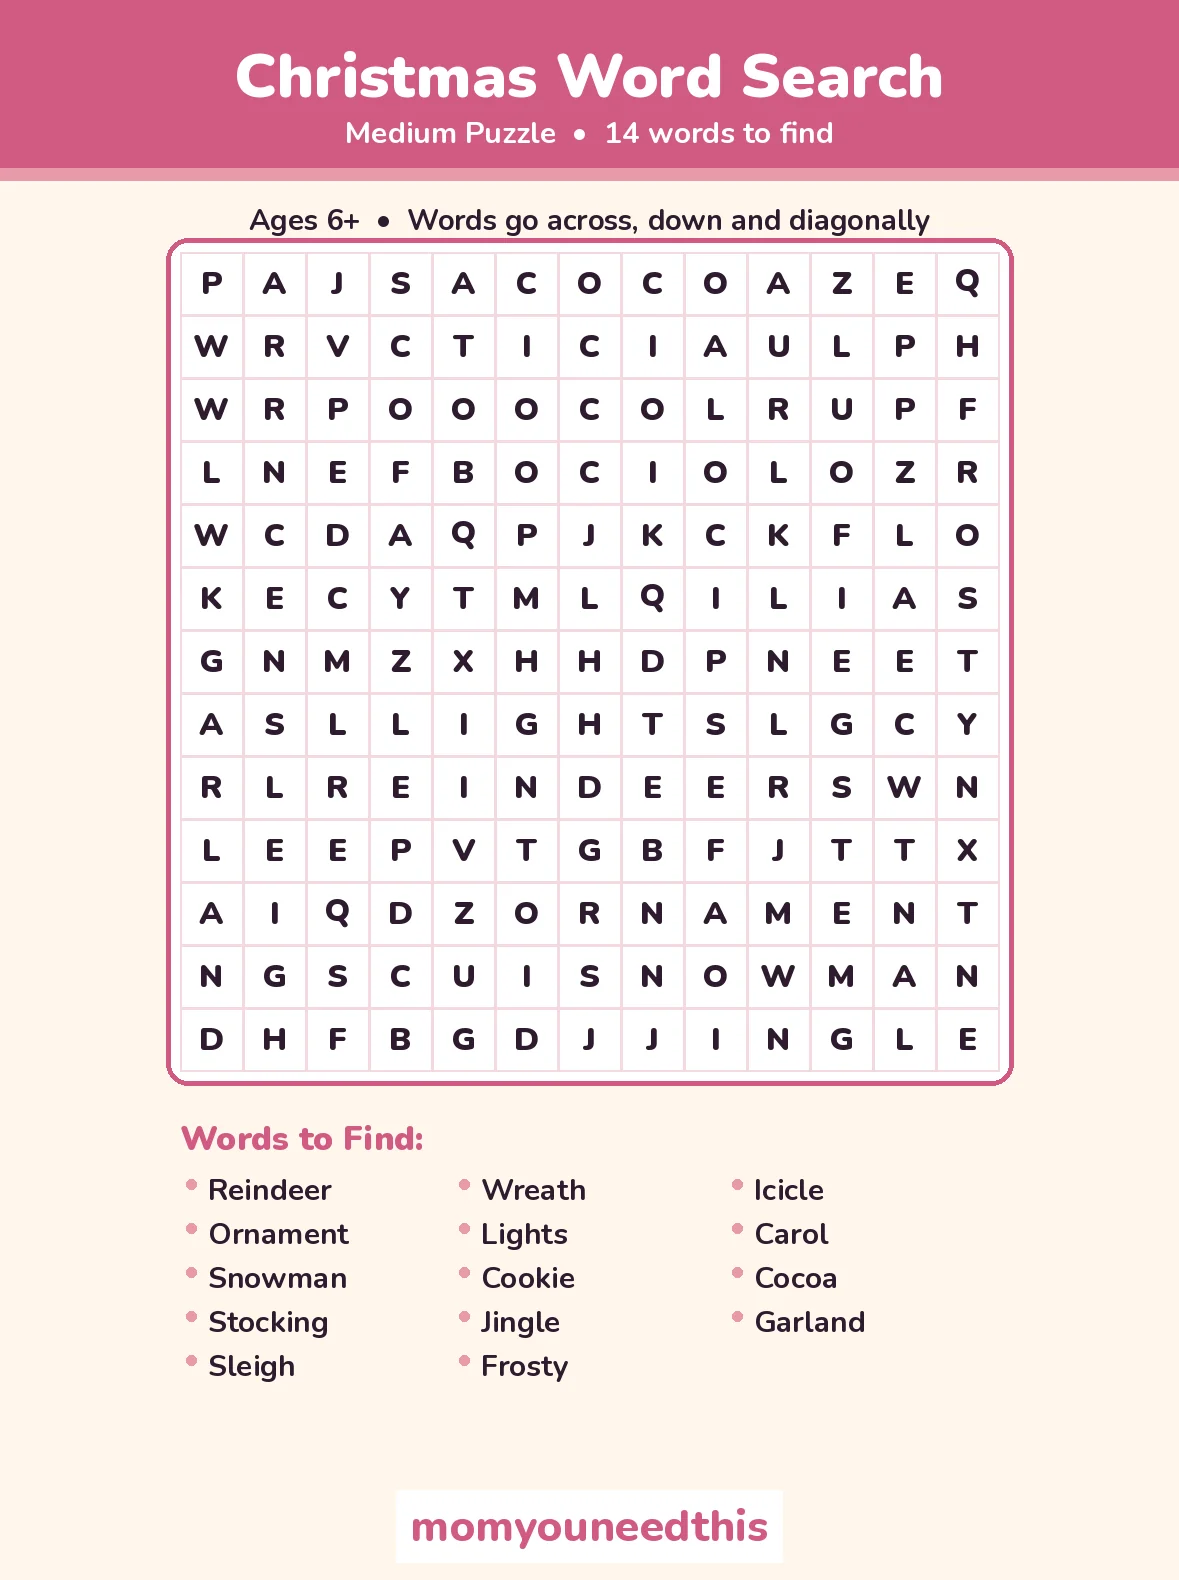 Christmas Word Search
Medium Puzzle • 14 words to find
Ages 6+ • Words go across, down and diagonally
P A J S A C O C O A Z E Q
W R V C T I C I A U L P H
W R P O O O C O L R U P F
L N E F B O C I O L O Z R
W C D A Q P J K C K F L O
K E C Y T M L Q I L I A S
G N M Z X H H D P N E E T
A S L L I G H T S L G C Y
R L R E I N D E E R S W N
L E E P V T G B F J T T X
A I Q D Z O R N A M E N T
N G S C U I S N O W M A N
D H F B G D J J I N G L E
Words to Find:
• Reindeer • Wreath • Icicle
• Ornament • Lights • Carol
• Snowman • Cookie • Cocoa
• Stocking • Jingle • Garland
• Sleigh • Frosty
momyouneedthis